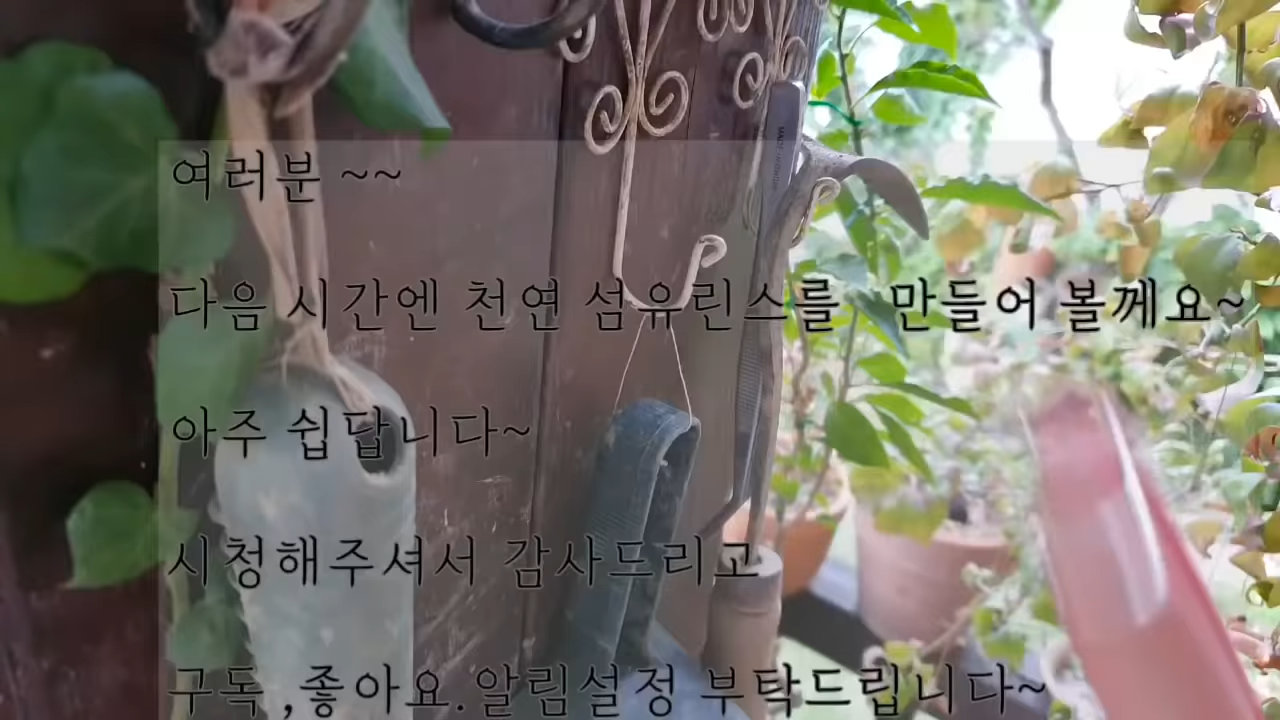 여러분 ~~
다음 시간엔 천연 섬유린스를 만들어 볼께요~
아주 쉽답니다~
시청해주셔서 감사드리고
구독 ,좋아요. 알림설정 부탁드립니다~